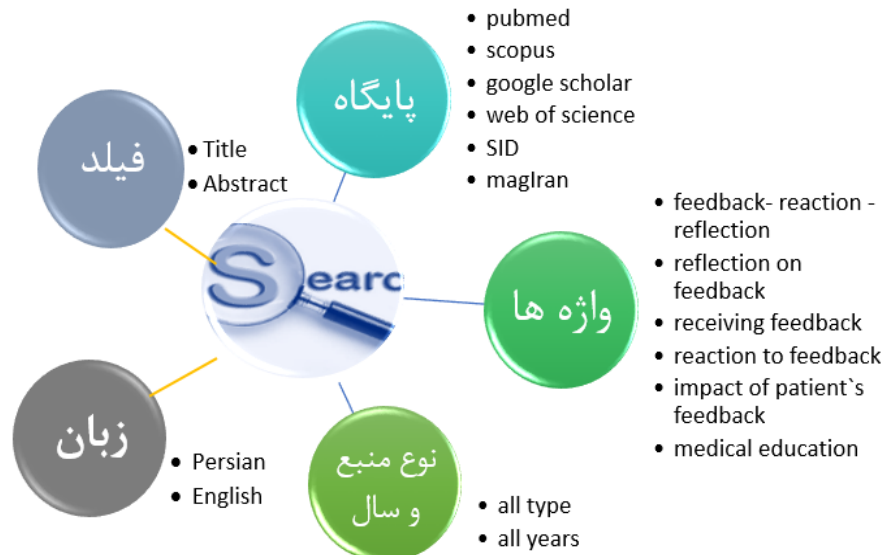 پایگاه
• pubmed
• scopus
• google scholar
• web of science
• SID
• magIran
فیلد
• Title
• Abstract
Searc
واژه ها
• feedback- reaction -
reflection
• reflection on
feedback
• receiving feedback
• reaction to feedback
• impact of patient`s
feedback
• medical education
زبان
• Persian
• English
نوع منبع
و سال
• all type
• all years